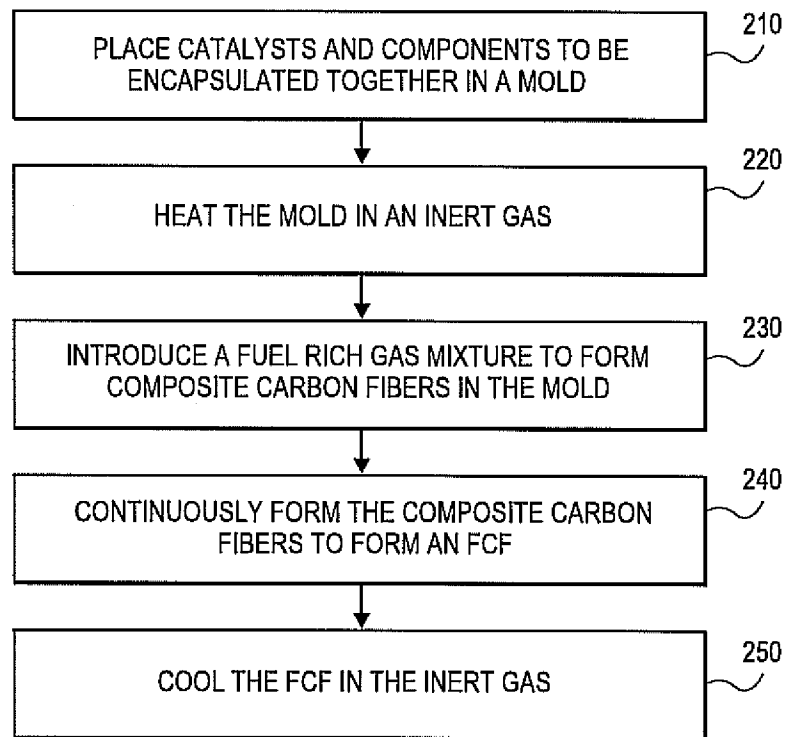 210
PLACE CATALYSTS AND COMPONENTS TO BE
ENCAPSULATED TOGETHER IN A MOLD
220
HEAT THE MOLD IN AN INERT GAS
230
INTRODUCE A FUEL RICH GAS MIXTURE TO FORM
COMPOSITE CARBON FIBERS IN THE MOLD
240
CONTINUOUSLY FORM THE COMPOSITE CARBON
FIBERS TO FORM AN FCF
250
COOL THE FCF IN THE INERT GAS